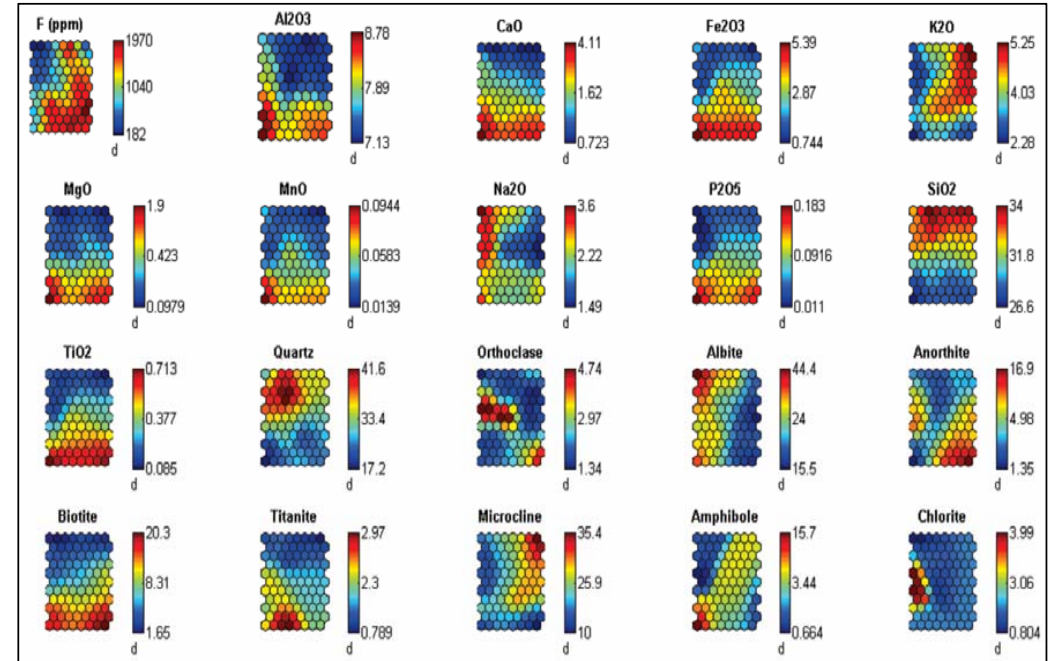 F (ppm)
1970
1040
182
d
Al2O3
8.78
7.89
7.13
d
CaO
4.11
1.62
0.723
d
Fe2O3
5.39
2.87
0.744
d
K2O
5.25
4.03
2.28
d
MgO
1.9
0.423
0.0979
d
MnO
0.0944
0.0583
0.0139
d
Na2O
3.6
2.22
1.49
d
P2O5
0.183
0.0916
0.011
d
SiO2
34
31.8
26.6
d
TiO2
0.713
0.377
0.085
d
Quartz
41.6
33.4
17.2
d
Orthoclase
4.74
2.97
1.34
d
Albite
44.4
24
15.5
d
Anorthite
16.9
4.98
1.35
d
Biotite
20.3
8.31
1.65
d
Titanite
2.97
2.3
0.789
d
Microcline
35.4
25.9
10
d
Amphibole
15.7
3.44
0.664
d
Chlorite
3.99
3.06
0.804
d